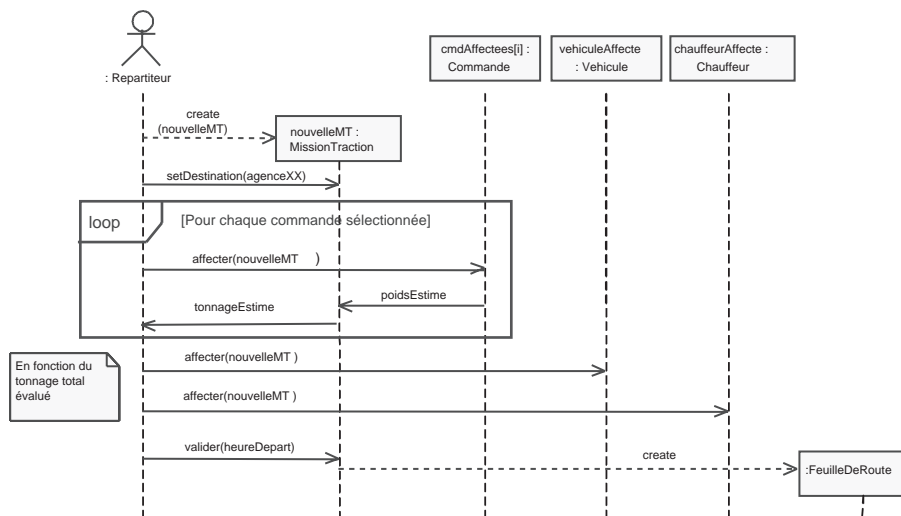 cmdAffectees[i] :
Commande
vehiculeAffecte
: Vehicule
chauffeurAffecte :
Chauffeur
: Repartiteur
create
(nouvelleMT)
nouvelleMT :
MissionTraction
setDestination(agenceXX)
loop
[Pour chaque commande sélectionnée]
affecter(nouvelleMT )
poidsEstime
tonnageEstime
affecter(nouvelleMT )
En fonction du
tonnage total
évalué
affecter(nouvelleMT )
valider(heureDepart)
create
:FeuilleDeRoute